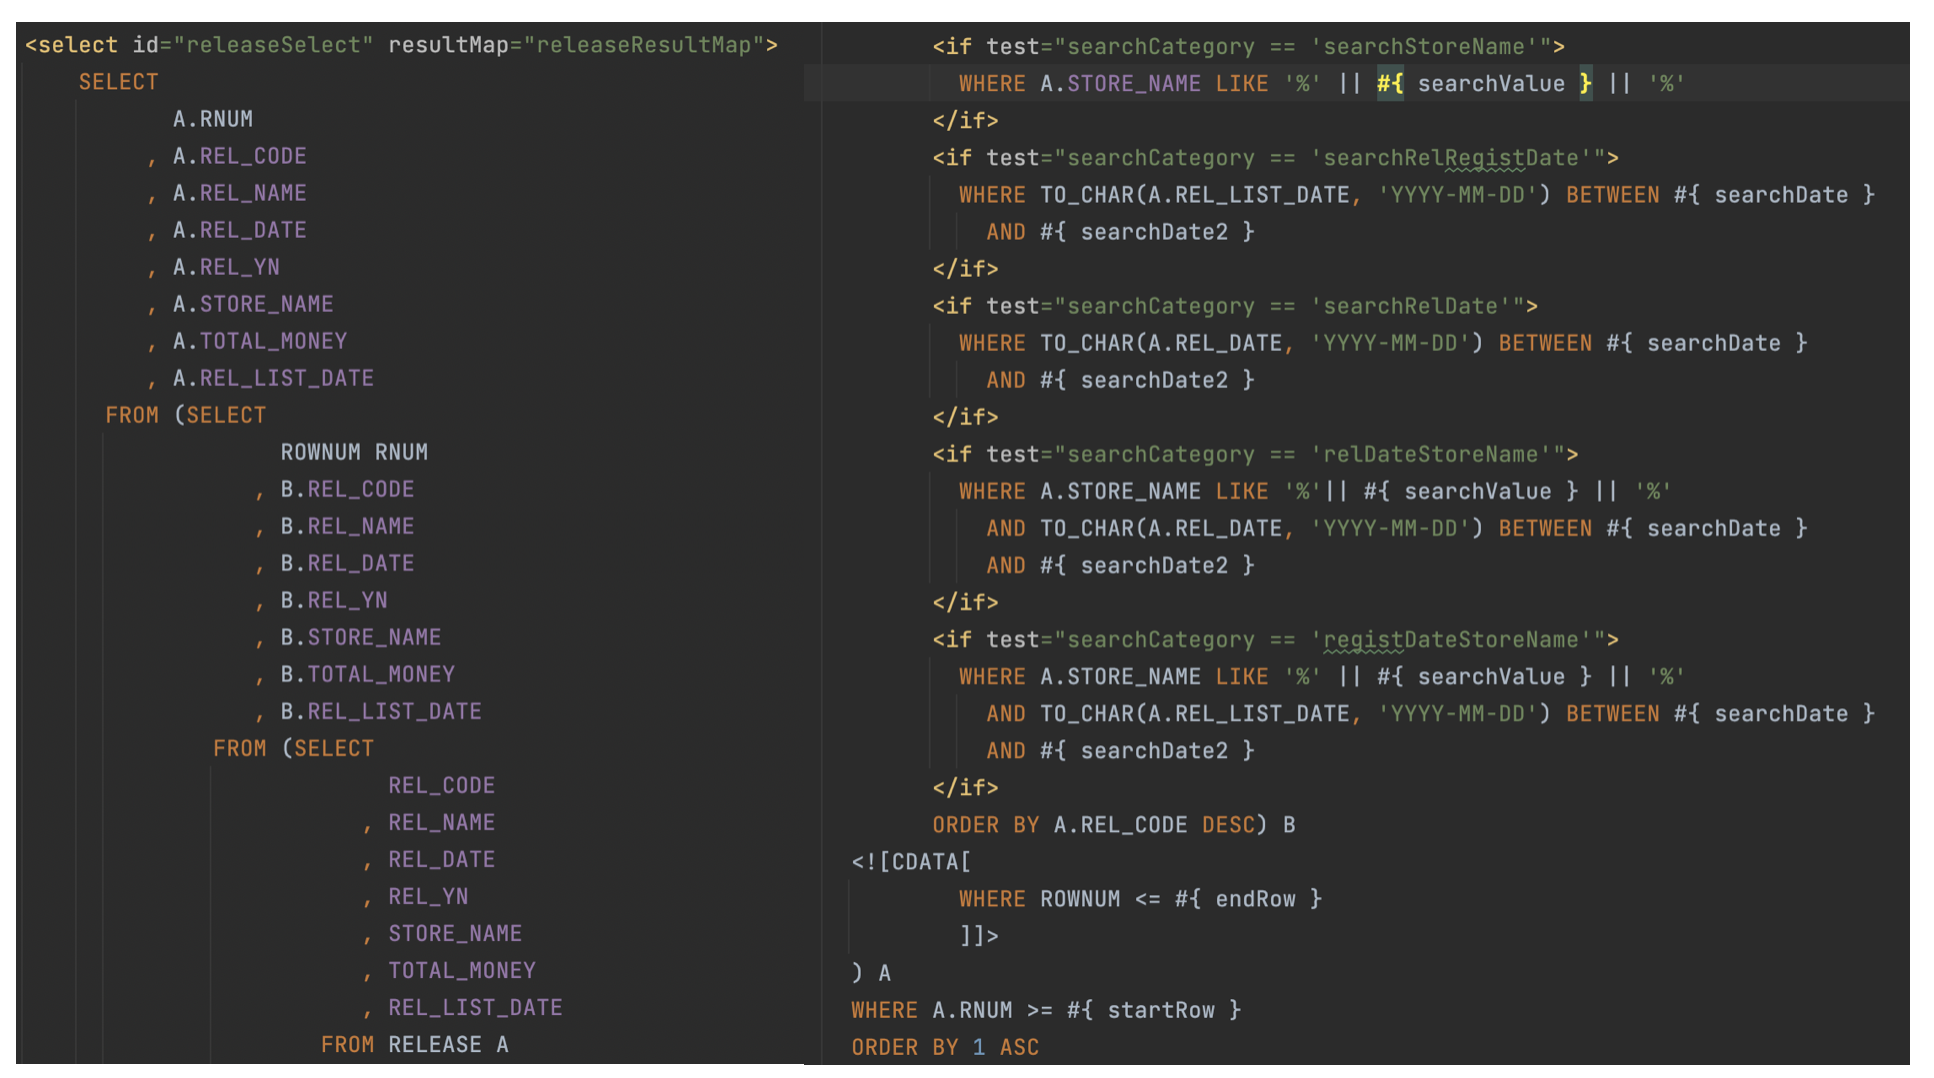 <select id="releaseSelect" resultMap="releaseResultMap">
SELECT
A.RNUM
, A.REL_CODE
, A.REL_NAME
, A.REL_DATE
, A.REL_YN
, A.STORE_NAME
, A.TOTAL_MONEY
, A.REL_LIST_DATE
FROM (SELECT
ROWNUM RNUM
, B.REL_CODE
, B.REL_NAME
, B.REL_DATE
, B.REL_YN
, B.STORE_NAME
, B.TOTAL_MONEY
, B.REL_LIST_DATE
FROM (SELECT
REL_CODE
, REL_NAME
, REL_DATE
, REL_YN
, STORE_NAME
, TOTAL_MONEY
, REL_LIST_DATE
FROM RELEASE A
<if test="searchCategory == 'searchStoreName'">
WHERE A.STORE_NAME LIKE '%' || #{ searchValue } || '%'
</if>
<if test="searchCategory == 'searchRelRegistDate'">
WHERE TO_CHAR(A.REL_LIST_DATE, 'YYYY-MM-DD') BETWEEN #{ searchDate }
AND #{ searchDate2 }
</if>
<if test="searchCategory == 'searchRelDate'">
WHERE TO_CHAR(A.REL_DATE, 'YYYY-MM-DD') BETWEEN #{ searchDate }
AND #{ searchDate2 }
</if>
<if test="searchCategory == 'relDateStoreName'">
WHERE A.STORE_NAME LIKE '%'|| #{ searchValue } || '%'
AND TO_CHAR(A.REL_DATE, 'YYYY-MM-DD') BETWEEN #{ searchDate }
AND #{ searchDate2 }
</if>
<if test="searchCategory == 'registDateStoreName'">
WHERE A.STORE_NAME LIKE '%' || #{ searchValue } || '%'
AND TO_CHAR(A.REL_LIST_DATE, 'YYYY-MM-DD') BETWEEN #{ searchDate }
AND #{ searchDate2 }
</if>
ORDER BY A.REL_CODE DESC) B
<![CDATA[
WHERE ROWNUM <= #{ endRow }
]]>
) A
WHERE A.RNUM >= #{ startRow }
ORDER BY 1 ASC